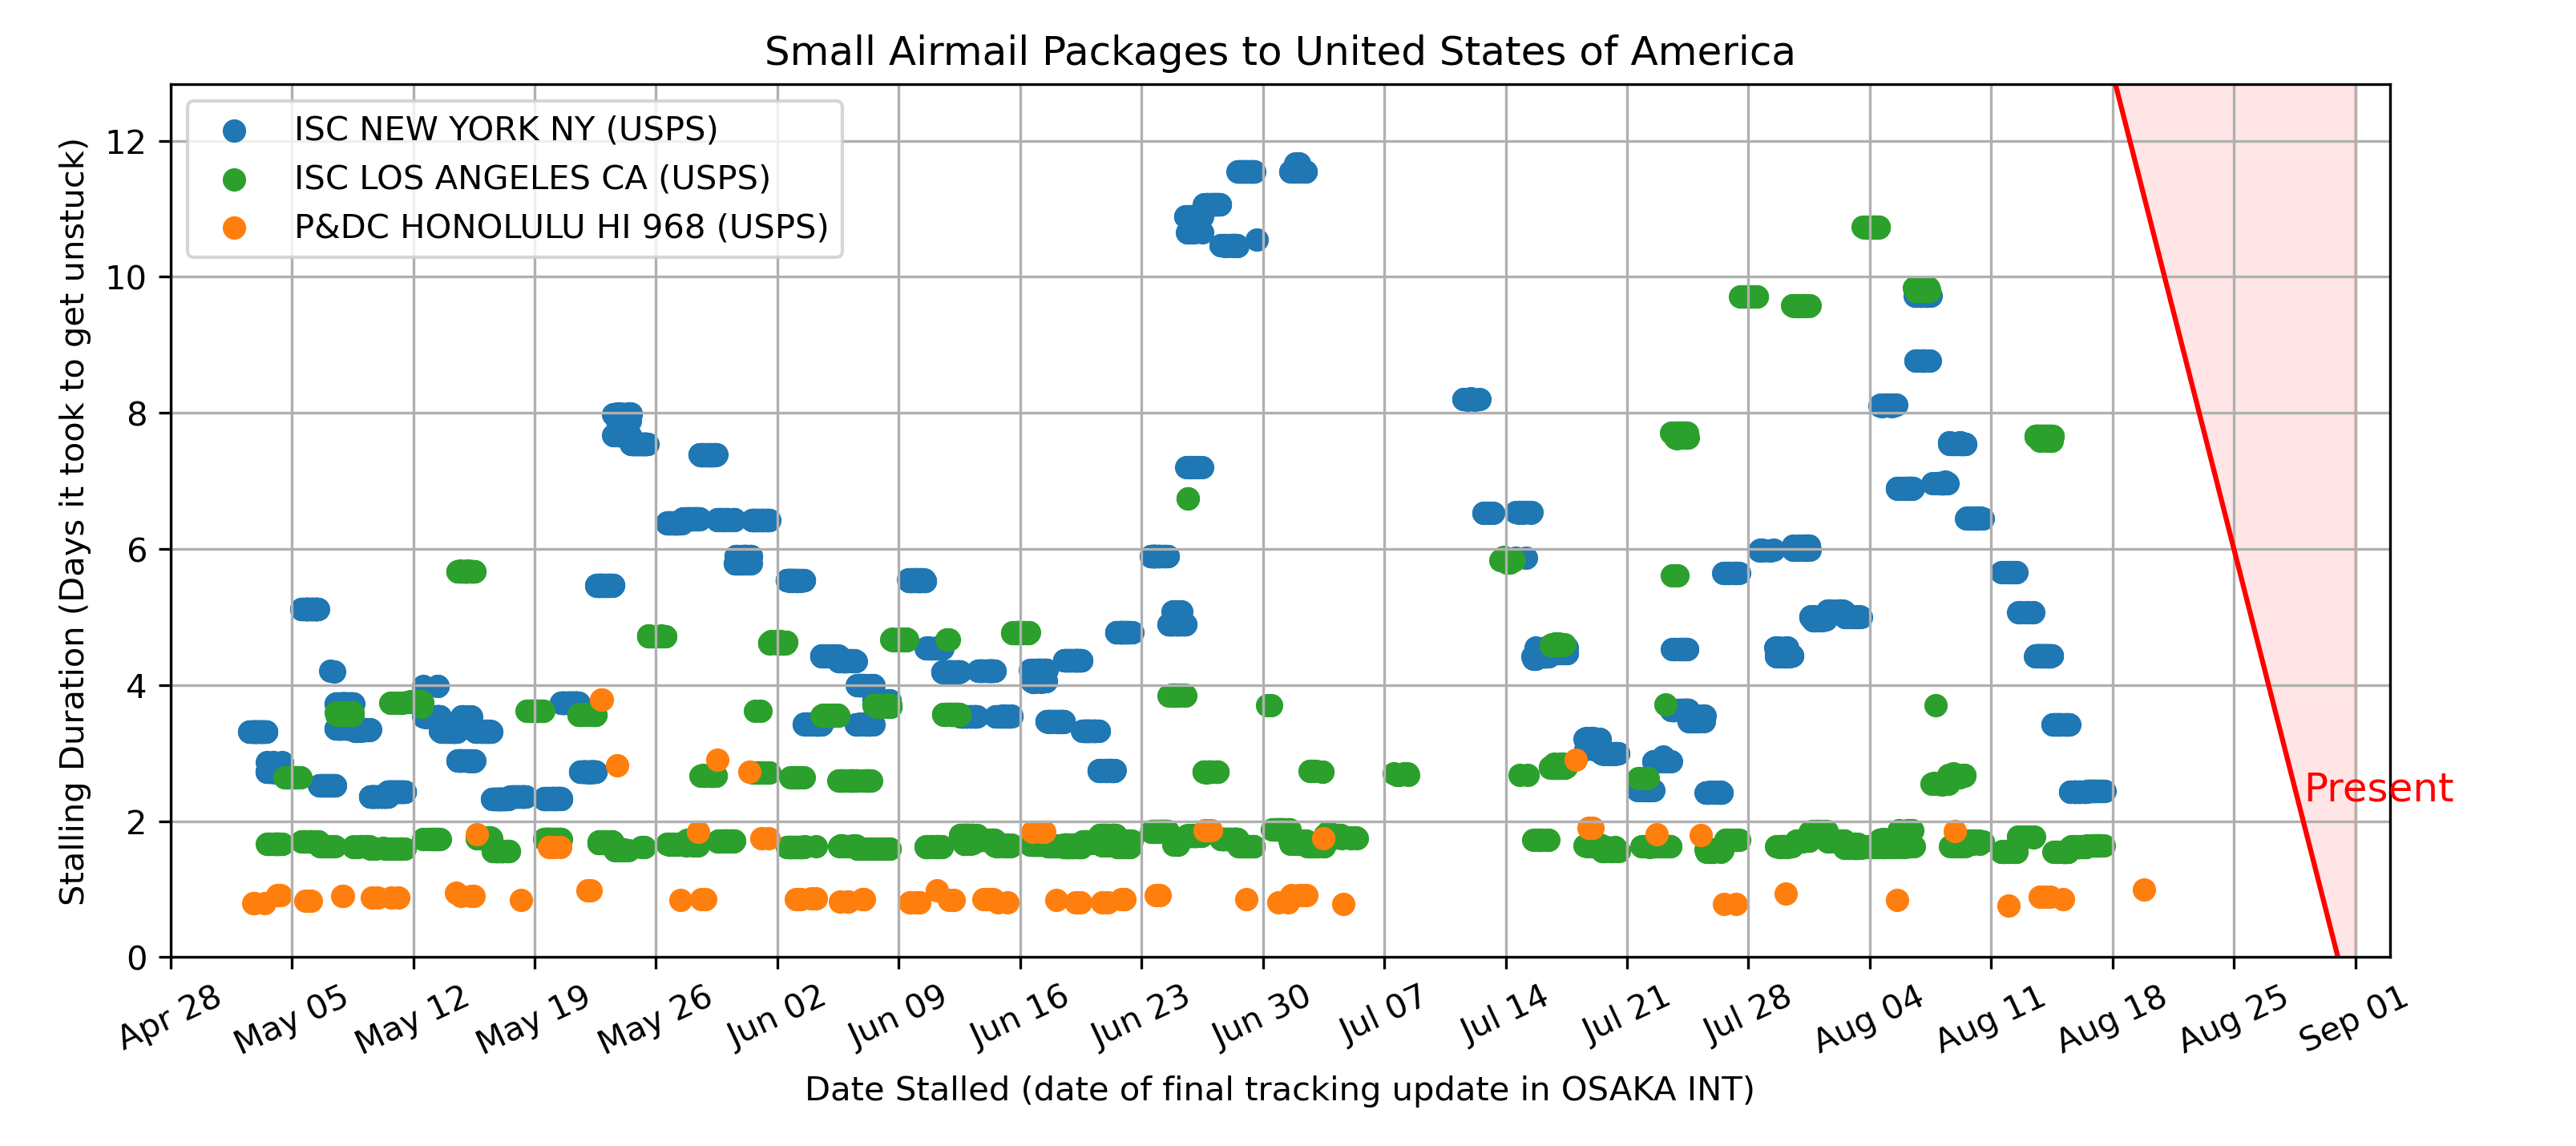 Small Airmail Packages to United States of America
ISC NEW YORK NY (USPS)
ISC LOS ANGELES CA (USPS)
P&DC HONOLULU HI 968 (USPS)
Stalling Duration (Days it took to get unstuck)
12
10
8
6
4
2
0
Present
Apr 28
May 05
May 12
May 19
May 26
Jun 02
Jun 09
Jun 16
Jun 23
Jun 30
Jul 07
Jul 14
Jul 21
Jul 28
Aug 04
Aug 11
Aug 18
Aug 25
Sep 01
Date Stalled (date of final tracking update in OSAKA INT)